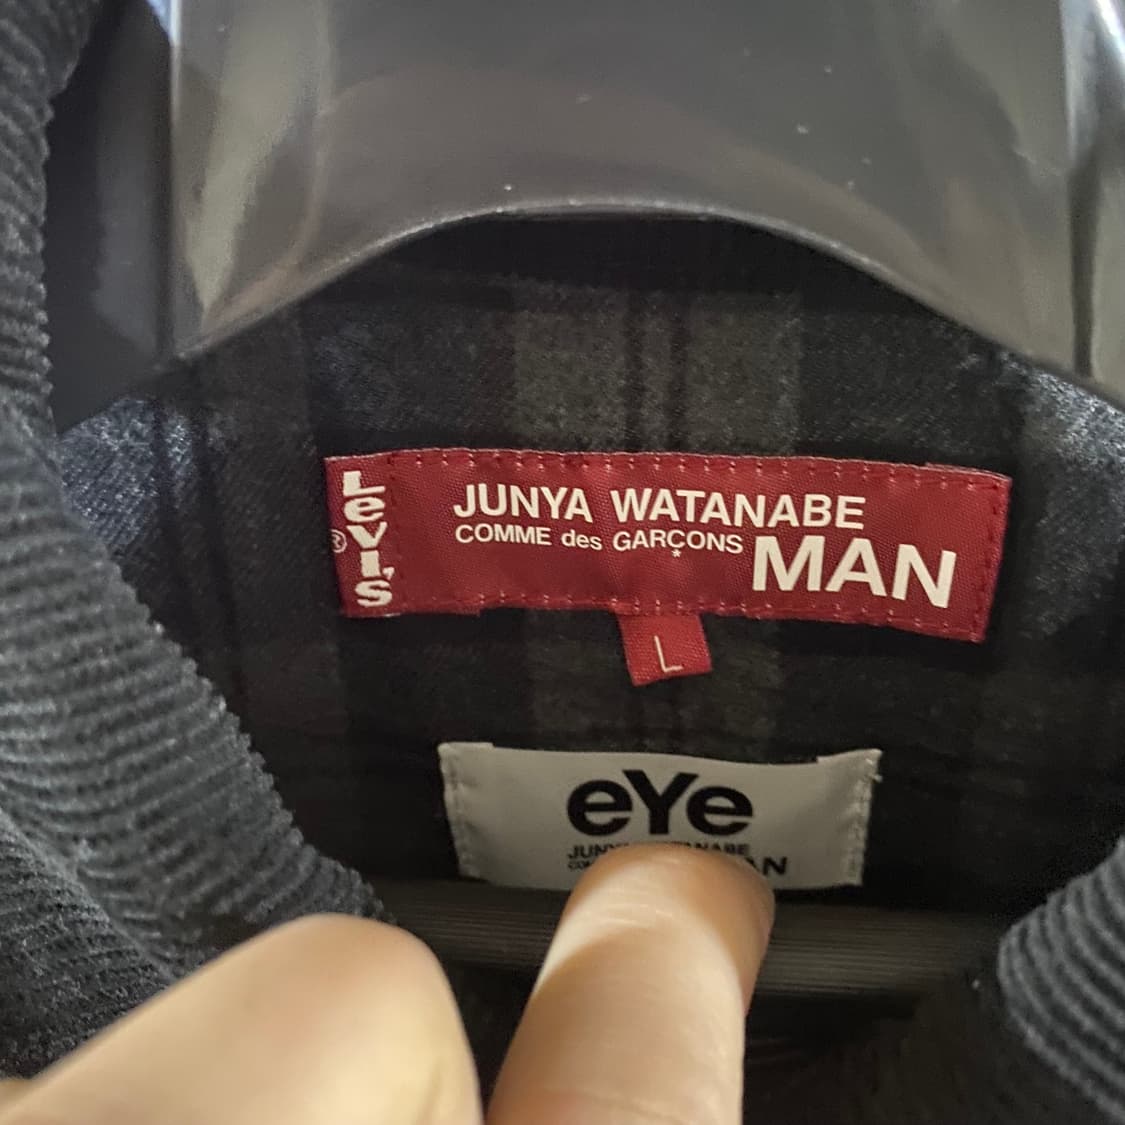 Levi's
®
JUNYA WATANABE
COMME des GARÇONS
MAN
L
eYe